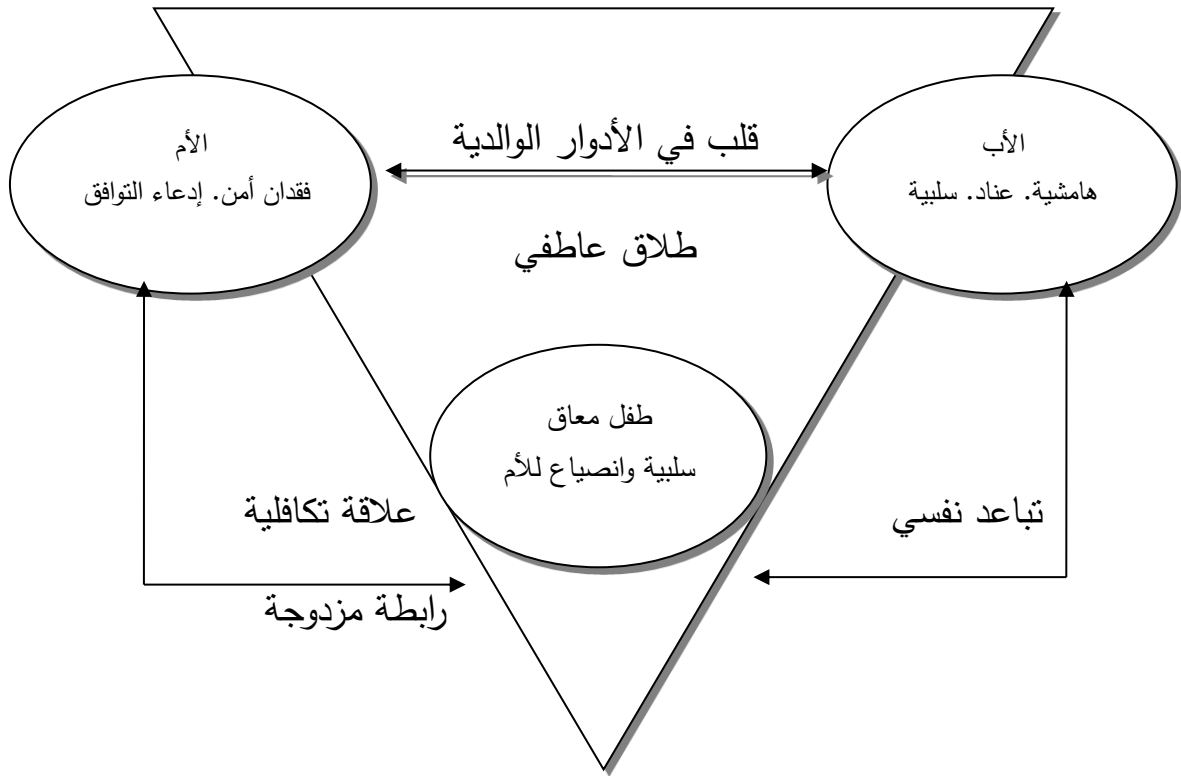 قلب في الأدوار الوالدية
الأب
هامشية. عناد. سلبية
الأم
فقدان أمن. إدعاء التوافق
طلاق عاطفي
طفل معاق
سلبية وانصياع للأم
تباعد نفسي
علاقة تكافلية
رابطة مزدوجة